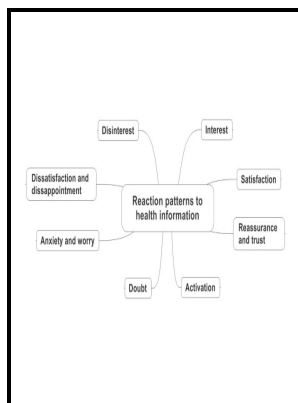 Disinterest
Interest
Dissatisfaction and
dissappointment
Satisfaction
Reaction patterns to
health information
Anxiety and worry
Reassurance
and trust
Doubt
Activation